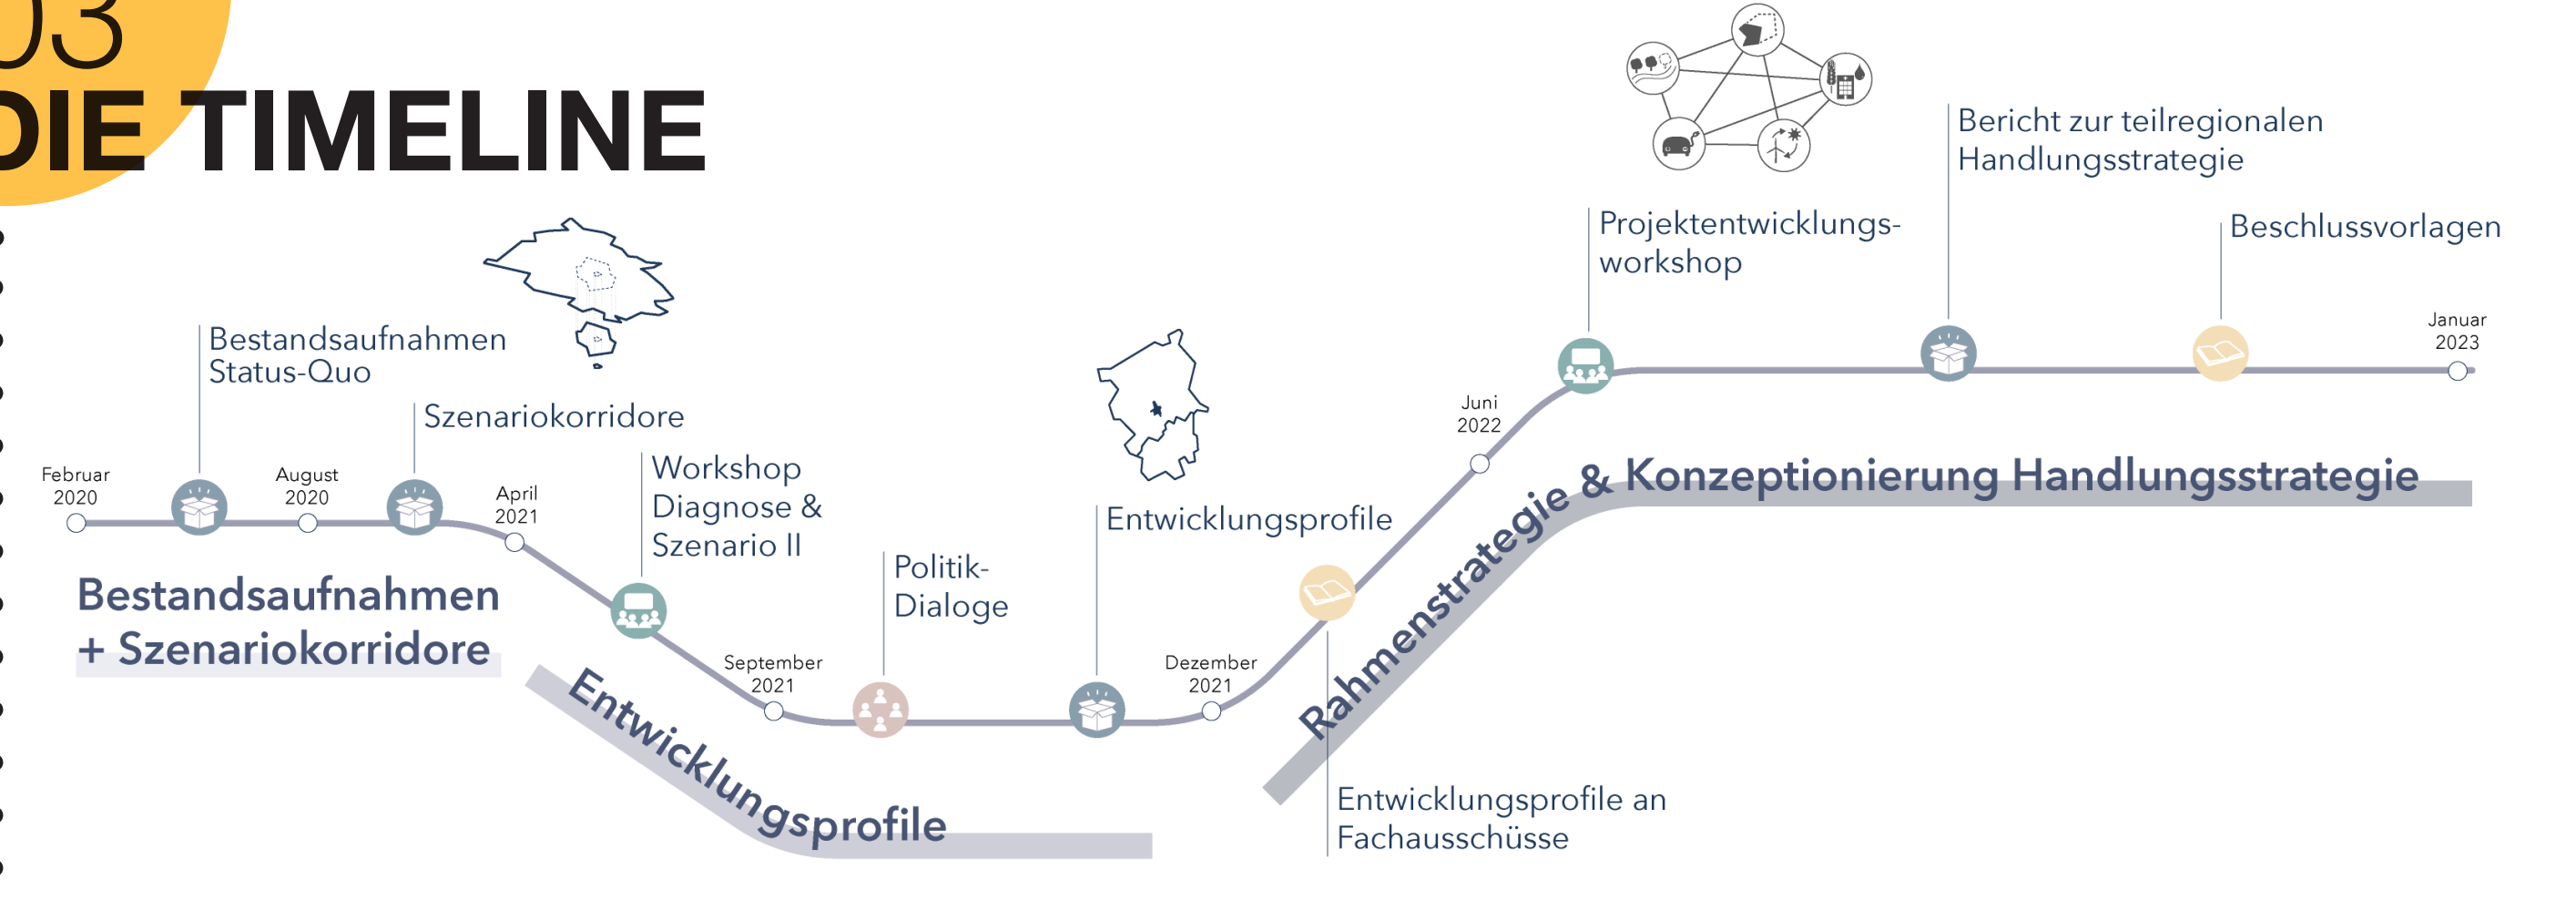 03
DIE TIMELINE
Bestandsaufnahmen
Status-Quo
Szenariokorridore
Workshop
Diagnose &
Szenario II
Politik-
Dialoge
Entwicklungsprofile
Projektentwicklungs-
workshop
Bericht zur teilregionalen
Handlungsstrategie
Beschlussvorlagen
Februar
2020
August
2020
April
2021
September
2021
Dezember
2021
Juni
2022
Januar
2023
Bestandsaufnahmen
+ Szenariokorridore
Entwicklungsprofile
Rahmenstrategie & Konzeptionierung Handlungsstrategie
Entwicklungsprofile an
Fachausschüsse